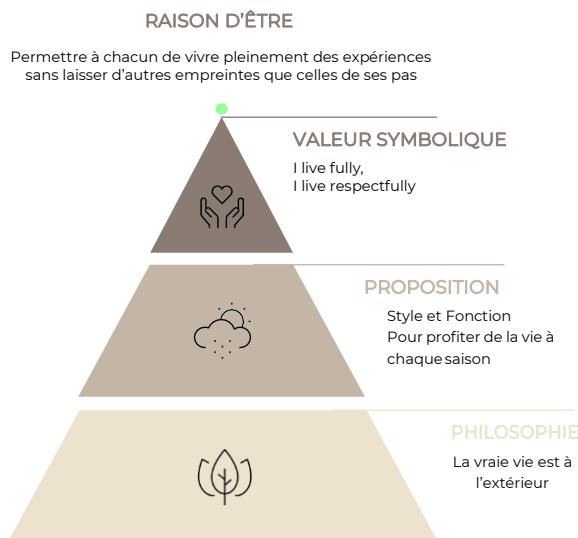 RAISON D’ÊTRE
Permettre à chacun de vivre pleinement des expériences
sans laisser d’autres empreintes que celles de ses pas
VALEUR SYMBOLIQUE
I live fully,
I live respectfully
PROPOSITION
Style et Fonction
Pour profiter de la vie à
chaque saison
PHILOSOPHIE
La vraie vie est à
l’extérieur